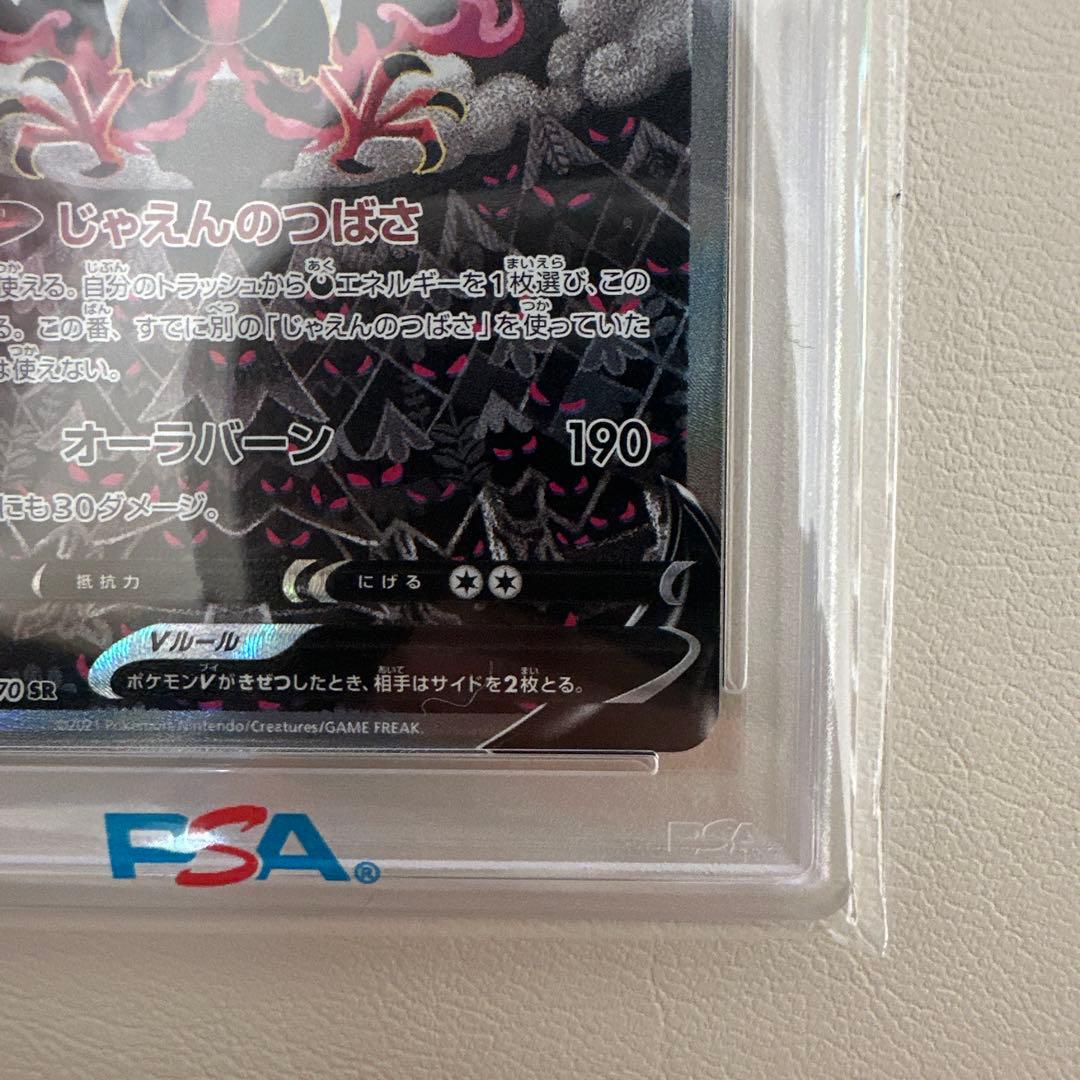 じゃえんのつばさ
使える。自分のトラッシュからエネルギーを1枚選び、この
る。この番、すでに別の「じゃえんのつばさ」を使っていた
は使えない。
オーラバーン 190
にも30ダメージ。
抵抗力 にげる
Vルール
ポケモンVがきぜつしたとき、相手はサイドを2枚とる。
70 SR
©2021 Pokémon/Nintendo/Creatures/GAME FREAK.
PSA®
PSA